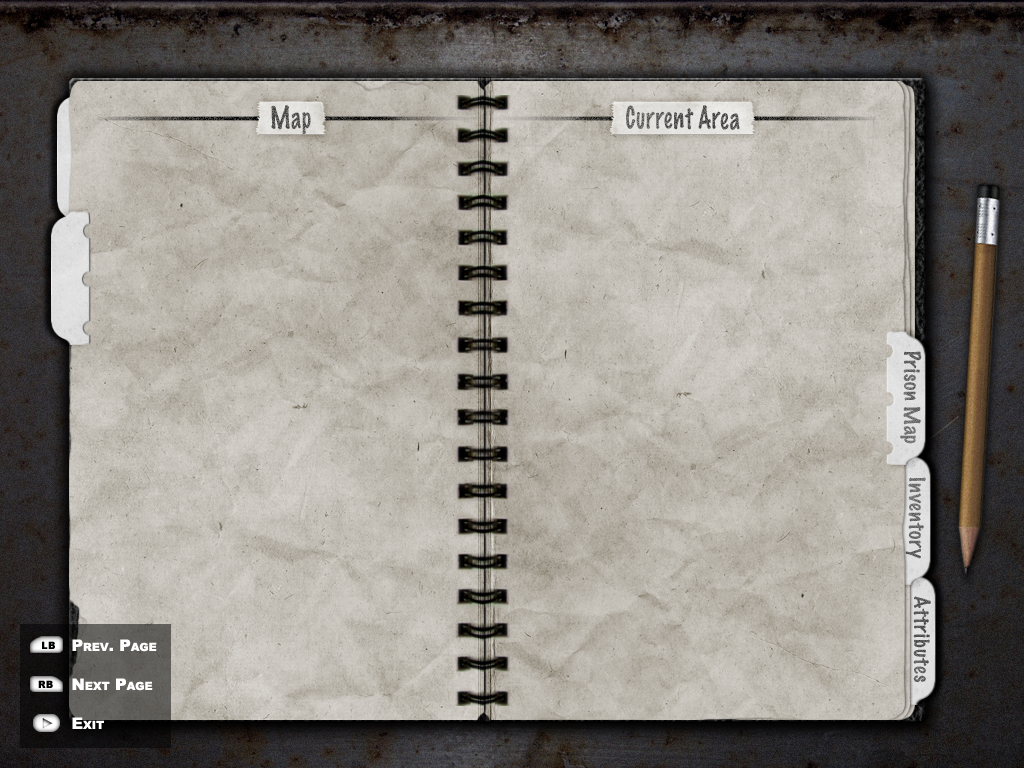 Map
Current Area
Prison Map
Inventory
Attributes
LB PREV. PAGE
RB NEXT PAGE
EXIT